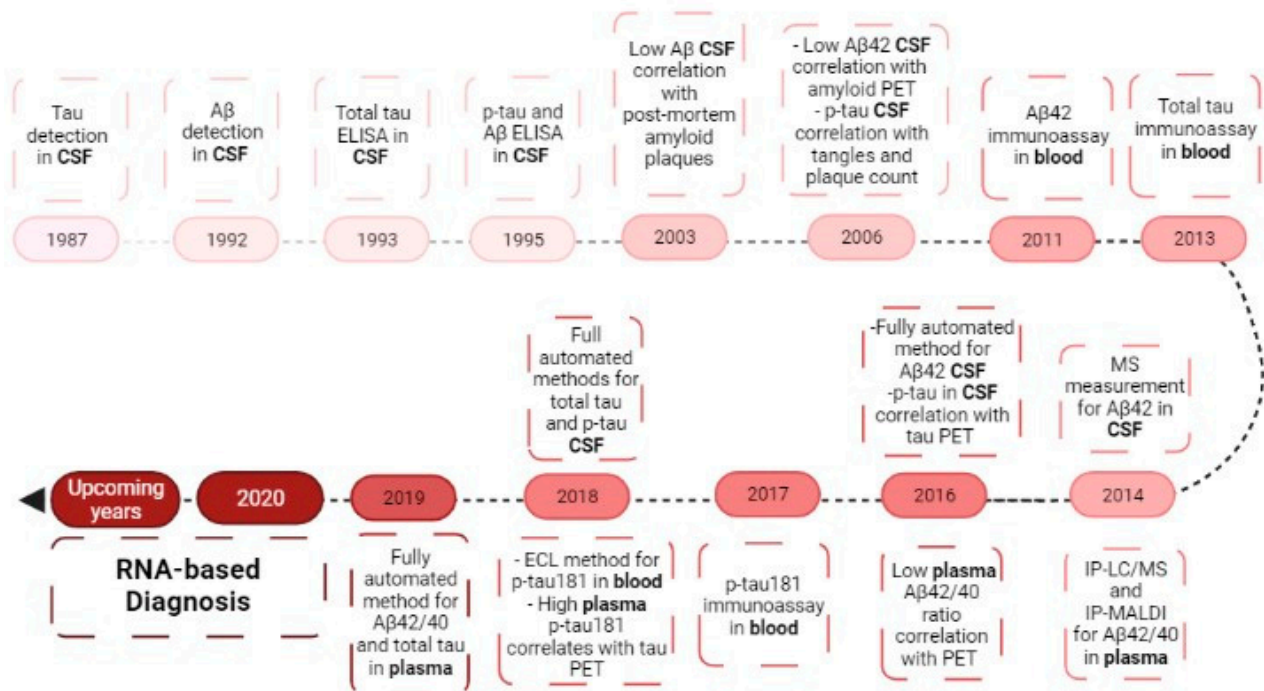 Tau
detection
in CSF
Aβ
detection
in CSF
Total tau
ELISA in
CSF
p-tau and
Aβ ELISA
in CSF
Low Aβ CSF
correlation
with
post-mortem
amyloid
plaques
- Low Aβ42 CSF
correlation with
amyloid PET
- p-tau CSF
correlation with
tangles and
plaque count
Aβ42
immunoassay
in blood
Total tau
immunoassay
in blood
1987
1992
1993
1995
2003
2006
2011
2013
Full
automated
methods for
total tau
and p-tau
CSF
-Fully automated
method for
Aβ42 CSF
-p-tau in CSF
correlation with
tau PET
MS
measurement
for Aβ42 in
CSF
Upcoming
years
2020
2019
2018
2017
2016
2014
RNA-based
Diagnosis
Fully
automated
method for
Aβ42/40
and total tau
in plasma
- ECL method for
p-tau181 in blood
- High plasma
p-tau181
correlates with tau
PET
p-tau181
immunoassay
in blood
Low plasma
Aβ42/40
ratio
correlation
with PET
IP-LC/MS
and
IP-MALDI
for Aβ42/40
in plasma